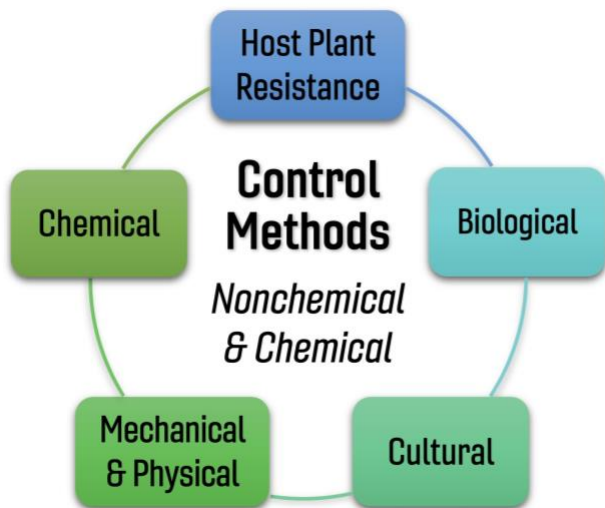 Host Plant
Resistance
Control
Methods
Nonchemical
& Chemical
Biological
Cultural
Mechanical
& Physical
Chemical